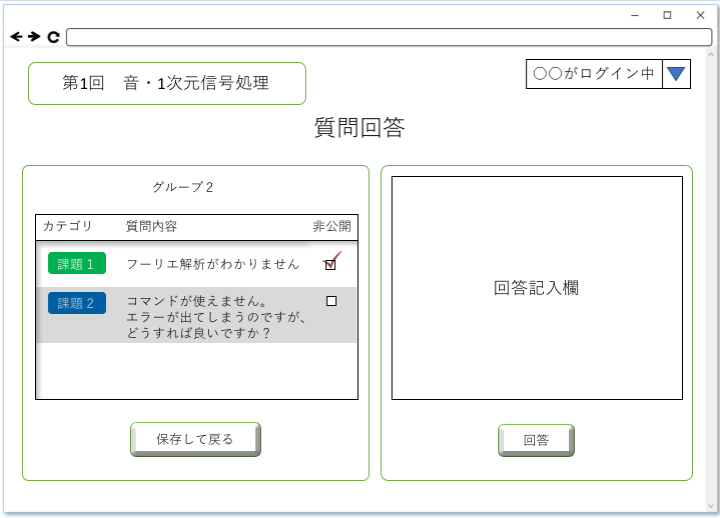 第1回　音・1次元信号処理
〇〇がログイン中
質問回答
グループ２
カテゴリ　質問内容　非公開
課題１　フーリエ解析がわかりません
課題２　コマンドが使えません。
エラーが出てしまうのですが、
どうすれば良いですか？
保存して戻る
回答記入欄
回答